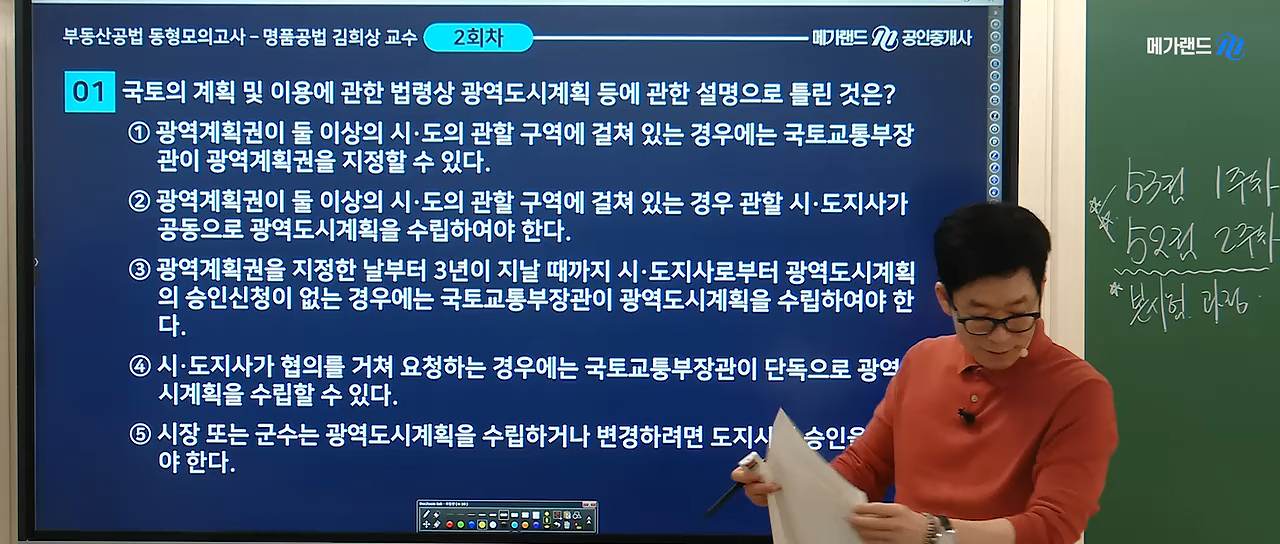 부동산공법 동형모의고사 – 명품공법 김희상 교수 2회차 메가랜드 공인중개사
메가랜드
01 국토의 계획 및 이용에 관한 법령상 광역도시계획 등에 관한 설명으로 틀린 것은?
① 광역계획권이 둘 이상의 시·도의 관할 구역에 걸쳐 있는 경우에는 국토교통부장
관이 광역계획권을 지정할 수 있다.
② 광역계획권이 둘 이상의 시·도의 관할 구역에 걸쳐 있는 경우 관할 시·도지사가
공동으로 광역도시계획을 수립하여야 한다.
③ 광역계획권을 지정한 날부터 3년이 지날 때까지 시·도지사로부터 광역도시계획
의 승인신청이 없는 경우에는 국토교통부장관이 광역도시계획을 수립하여야 한
다.
④ 시·도지사가 협의를 거쳐 요청하는 경우에는 국토교통부장관이 단독으로 광역
시계획을 수립할 수 있다.
⑤ 시장 또는 군수는 광역도시계획을 수립하거나 변경하려면 도지사 승인을
야 한다.
53점 1주차
52점 2주차
본시험 과정